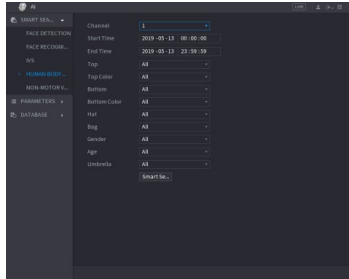 AI
LIVE
SMART SEA...
FACE DETECTION
FACE RECOGNI...
IVS
HUMAN BODY ...
NON-MOTOR V...
PARAMETERS
DATABASE
Channel 1
Start Time 2019 -05 -13 00 : 00 : 00
End Time 2019 -05 -13 23 : 59 : 59
Top All
Top Color All
Bottom All
Bottom Color All
Hat All
Bag All
Gender All
Age All
Umbrella All
Smart Se...